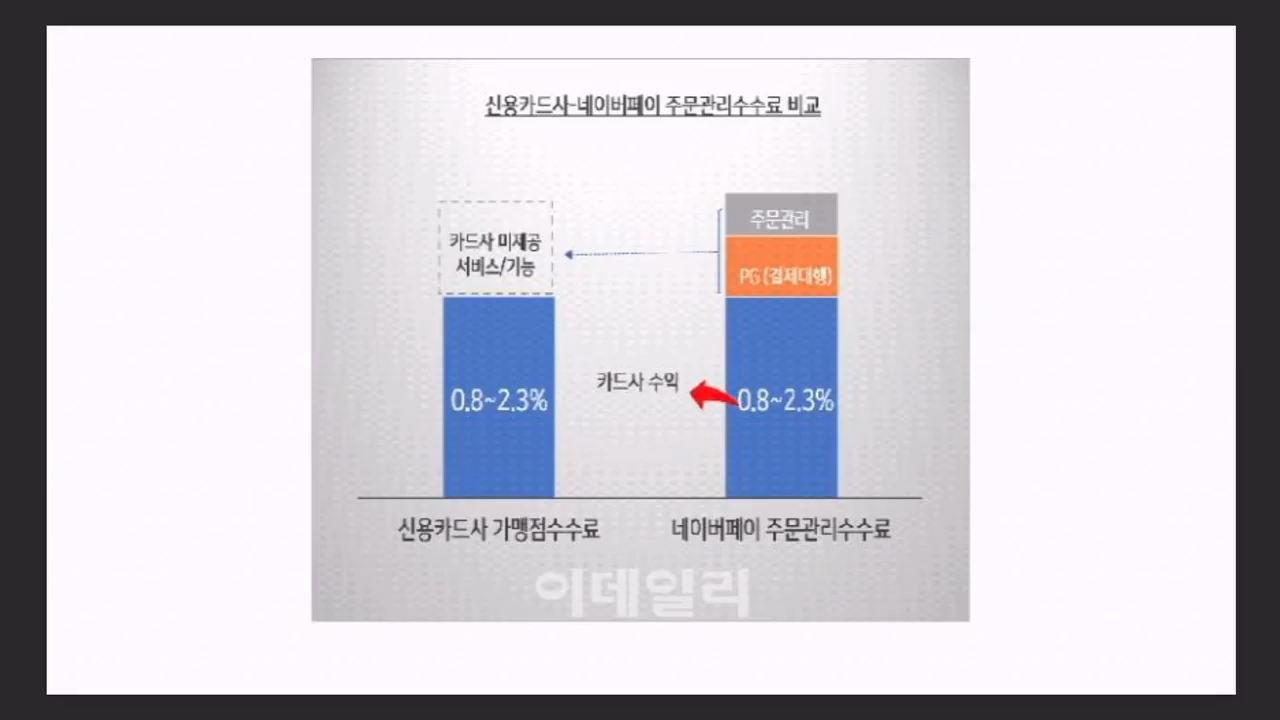 신용카드사-네이버페이 주문관리수수료 비교
주문관리
카드사 미제공
서비스/기능
PG (결제대행)
카드사 수익
0.8~2.3%
0.8~2.3%
신용카드사 가맹점수수료
네이버페이 주문관리수수료
이데일리